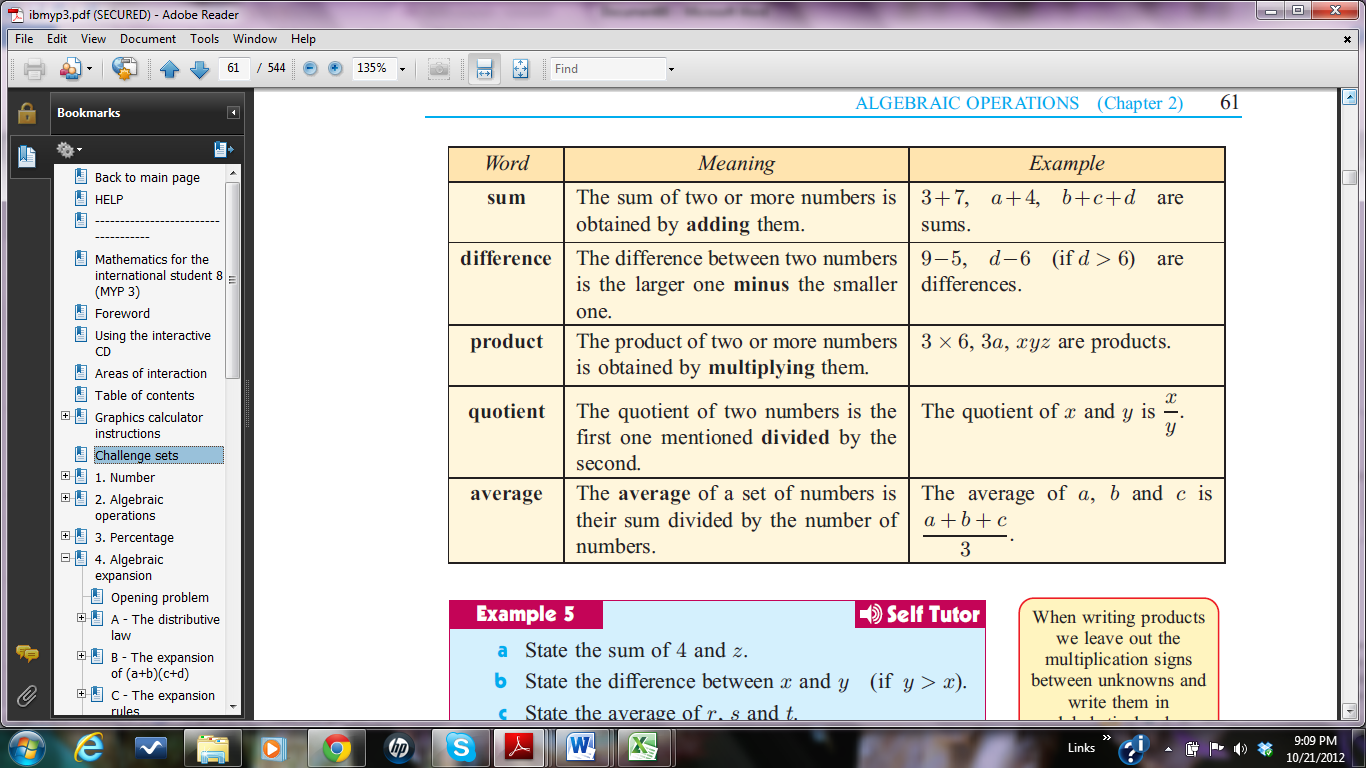 ibmyp3.pdf (SECURED) - Adobe Reader
File Edit View Document Tools Window Help
61 / 544 135% Find
Bookmarks
Back to main page
HELP
--------------------------
-----------
Mathematics for the
international student 8
(MYP 3)
Foreword
Using the interactive
CD
Areas of interaction
Table of contents
Graphics calculator
instructions
Challenge sets
1. Number
2. Algebraic
operations
3. Percentage
4. Algebraic
expansion
Opening problem
A - The distributive
law
B - The expansion
of (a+b)(c+d)
C - The expansion
rules
ALGEBRAIC OPERATIONS (Chapter 2) 61
Word Meaning Example
sum The sum of two or more numbers is 3+7, a+4, b+c+d are
obtained by adding them. sums.
difference The difference between two numbers 9−5, d−6 (if d > 6) are
is the larger one minus the smaller differences.
one.
product The product of two or more numbers 3 × 6, 3a, xyz are products.
is obtained by multiplying them.
quotient The quotient of two numbers is the The quotient of x and y is x/y.
first one mentioned divided by the
second.
average The average of a set of numbers is The average of a, b and c is
their sum divided by the number of a + b + c
numbers. 3.
Example 5 Self Tutor
a State the sum of 4 and z.
b State the difference between x and y (if y > x).
c State the average of r, s and t.
When writing products
we leave out the
multiplication signs
between unknowns and
write them in
hp
Links
9:09 PM
10/21/2012